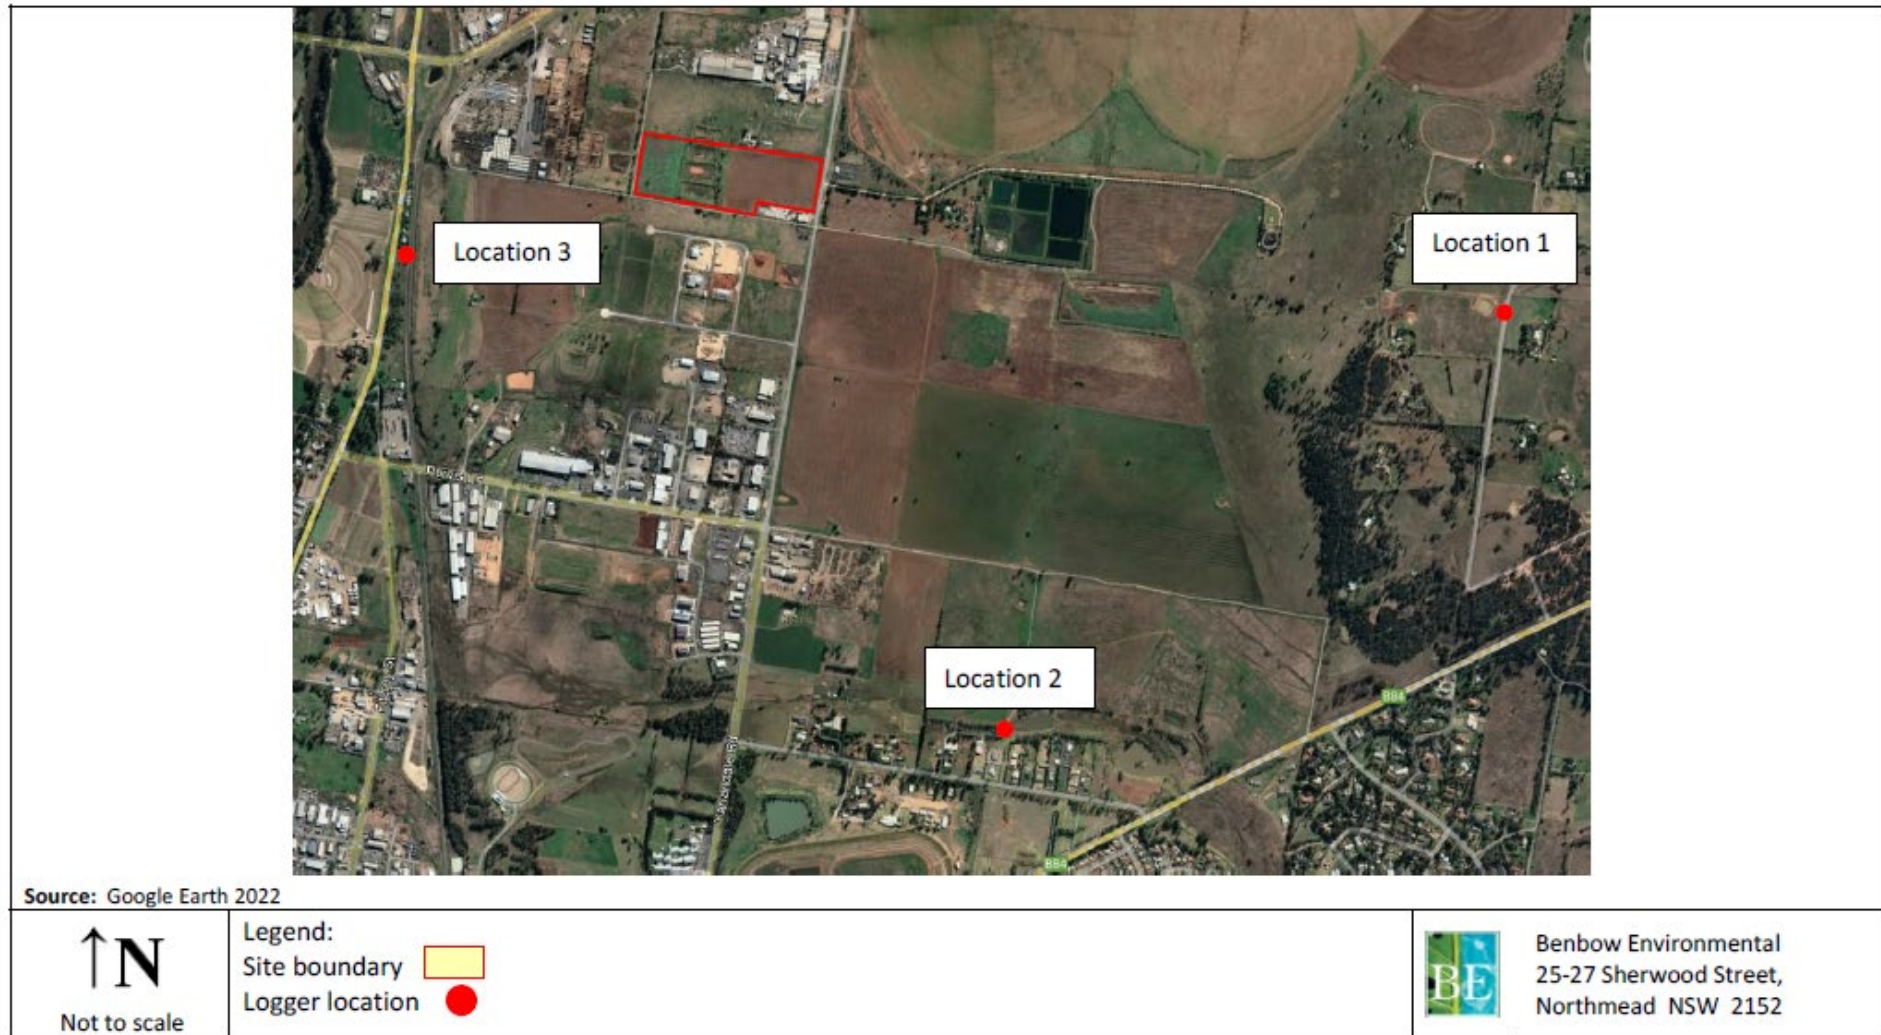 Location 3
Location 1
Location 2
B84
B84
Source: Google Earth 2022
↑N
Not to scale
Legend:
Site boundary
Logger location
BE
Benbow Environmental
25-27 Sherwood Street,
Northmead NSW 2152